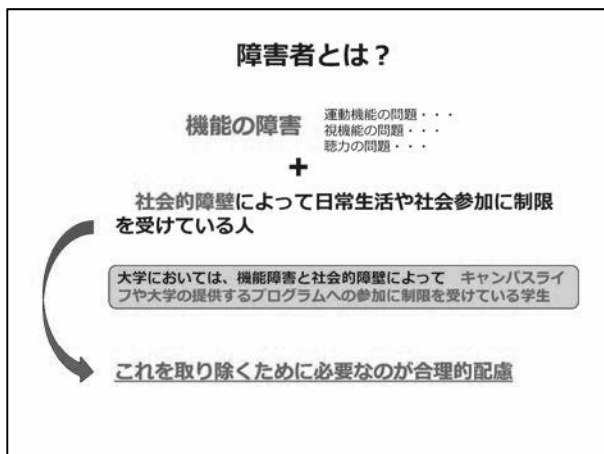 障害者とは？
機能の障害
運動機能の問題・・・
視機能の問題・・・
聴力の問題・・・
+
社会的障壁によって日常生活や社会参加に制限
を受けている人
大学においては、機能障害と社会的障壁によって　キャンパスライ
フや大学の提供するプログラムへの参加に制限を受けている学生
これを取り除くために必要なのが合理的配慮